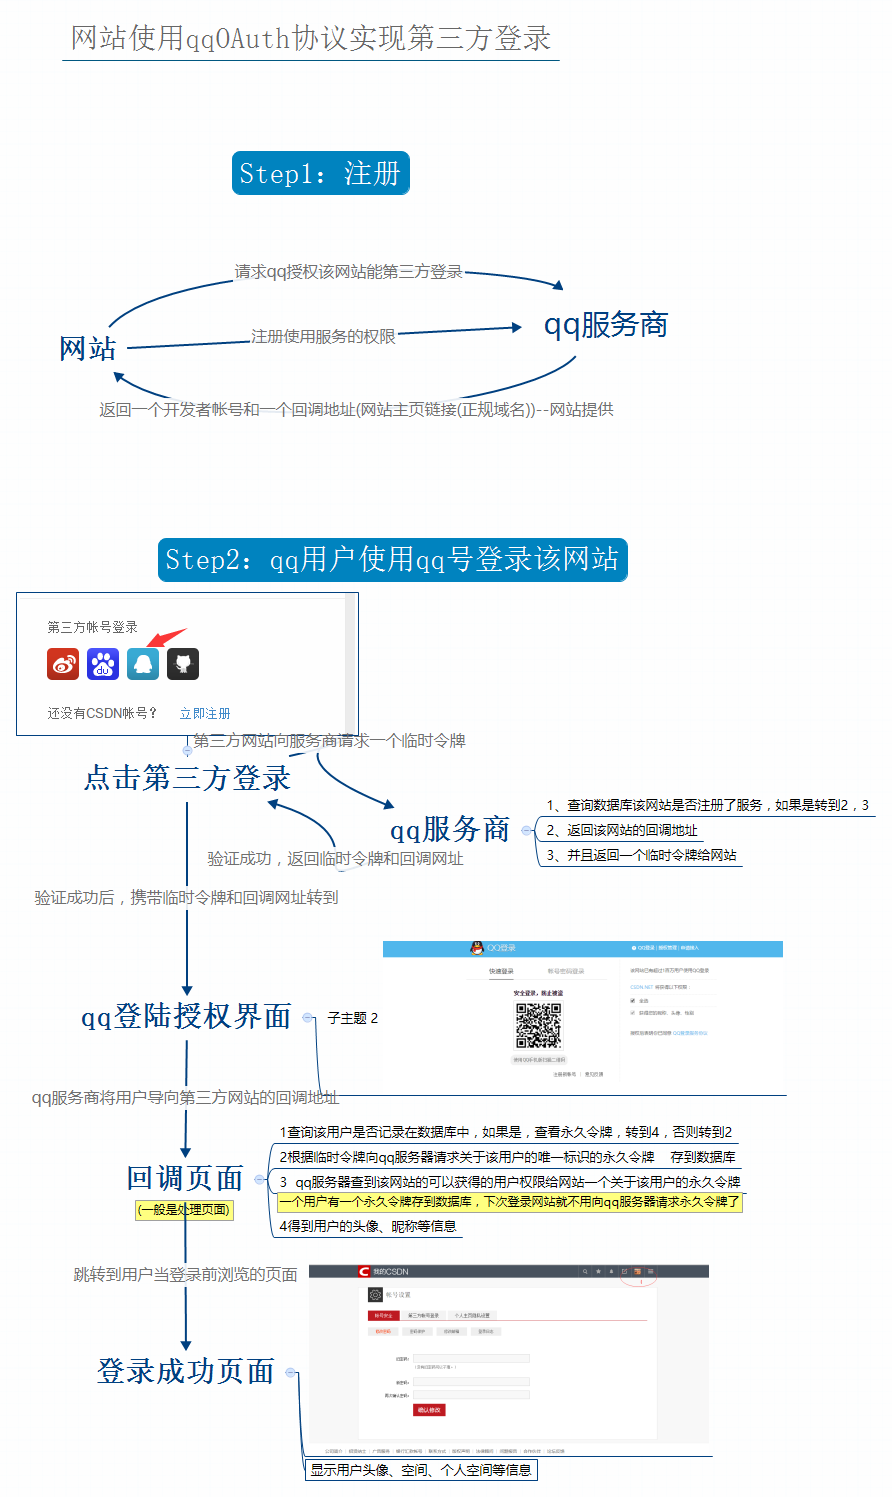 网站使用qqOAuth协议实现第三方登录
Step1：注册
请求qq授权该网站能第三方登录
qq服务商
注册使用服务的权限
网站
返回一个开发者帐号和一个回调地址(网站主页链接(正规域名))--网站提供
Step2：qq用户使用qq号登录该网站
第三方帐号登录
du
还没有CSDN帐号？ 立即注册
第三方网站向服务商请求一个临时令牌
点击第三方登录
qq服务商
1、查询数据库该网站是否注册了服务，如果是转到2，3
2、返回该网站的回调地址
3、并且返回一个临时令牌给网站
验证成功，返回临时令牌和回调网址
验证成功后，携带临时令牌和回调网址转到
QQ登录
快速登录 帐号密码登录
安全登录，防止被盗
qq登陆授权界面
子主题 2
qq服务商将用户导向第三方网站的回调地址
1查询该用户是否记录在数据库中，如果是，查看永久令牌，转到4，否则转到2
2根据临时令牌向qq服务器请求关于该用户的唯一标识的永久令牌 存到数据库
回调页面
3 qq服务器查到该网站的可以获得的用户权限给网站一个关于该用户的永久令牌
一个用户有一个永久令牌存到数据库，下次登录网站就不用向qq服务器请求永久令牌了
(一般是处理页面)
4得到用户的头像、昵称等信息
跳转到用户当登录前浏览的页面
我的CSDN
帐号设置
帐号安全 第三方帐号登录 个人主页隐私设置
确认修改
登录成功页面
显示用户头像、空间、个人空间等信息